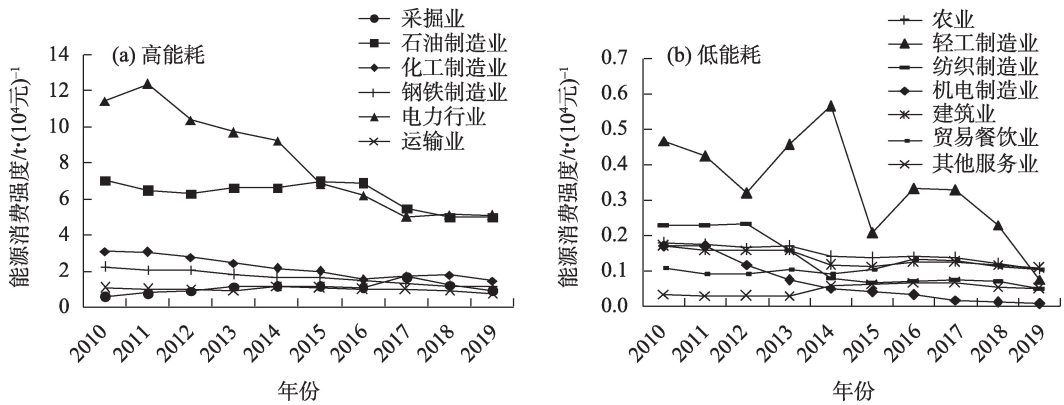 采掘业
石油制造业
化工制造业
钢铁制造业
电力行业
运输业
(a) 高能耗
能源消费强度/t•(10⁴元)⁻¹
14
12
10
8
6
4
2
0
2010 2011 2012 2013 2014 2015 2016 2017 2018 2019
年份
农业
轻工制造业
纺织制造业
机电制造业
建筑业
贸易餐饮业
其他服务业
(b) 低能耗
能源消费强度/t•(10⁴元)⁻¹
0.7
0.6
0.5
0.4
0.3
0.2
0.1
0.0
2010 2011 2012 2013 2014 2015 2016 2017 2018 2019
年份